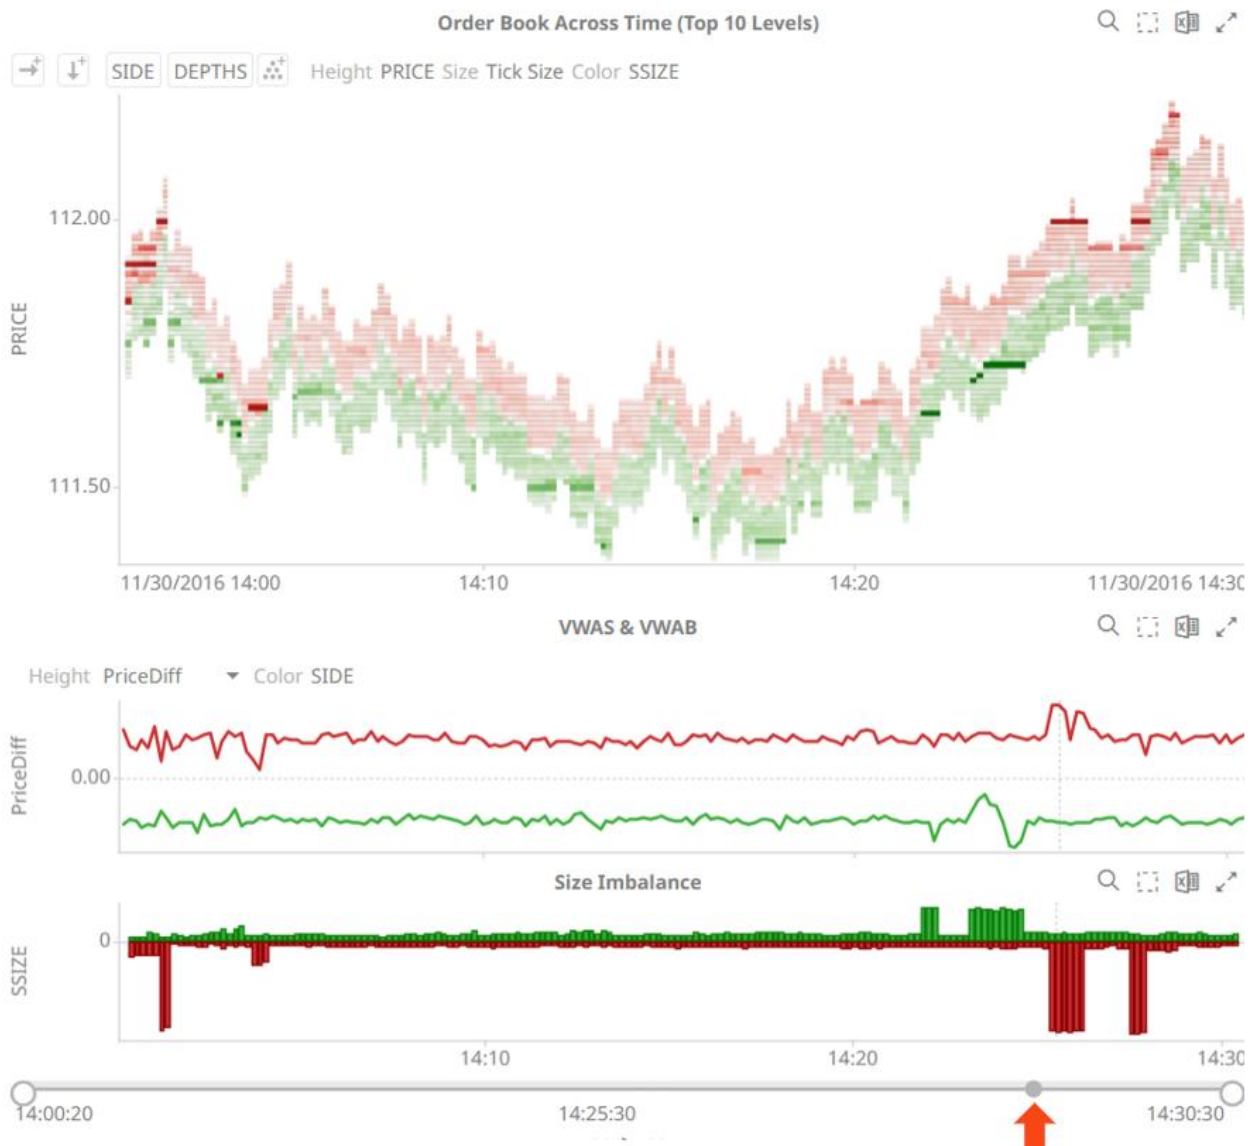 Order Book Across Time (Top 10 Levels)
SIDE DEPTHS Height PRICE Size Tick Size Color SSIZE
112.00
PRICE
111.50
11/30/2016 14:00 14:10 14:20 11/30/2016 14:30
VWAS & VWAB
Height PriceDiff Color SIDE
PriceDiff
0.00
Size Imbalance
0
SSIZE
14:10 14:20 14:30
14:00:20 14:25:30 14:30:30